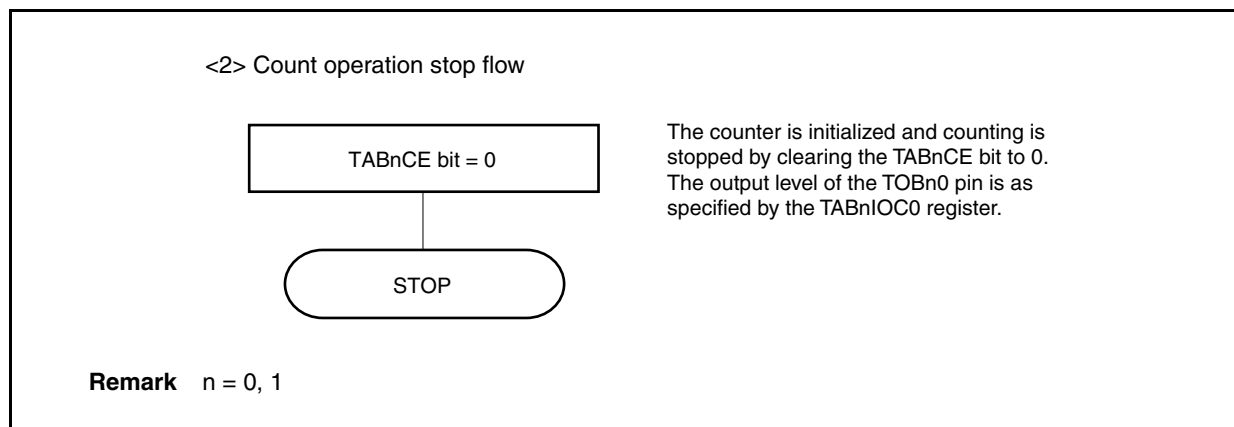 <2> Count operation stop flow
TABnCE bit = 0
The counter is initialized and counting is
stopped by clearing the TABnCE bit to 0.
The output level of the TOBn0 pin is as
specified by the TABnIOC0 register.
STOP
Remark n = 0, 1